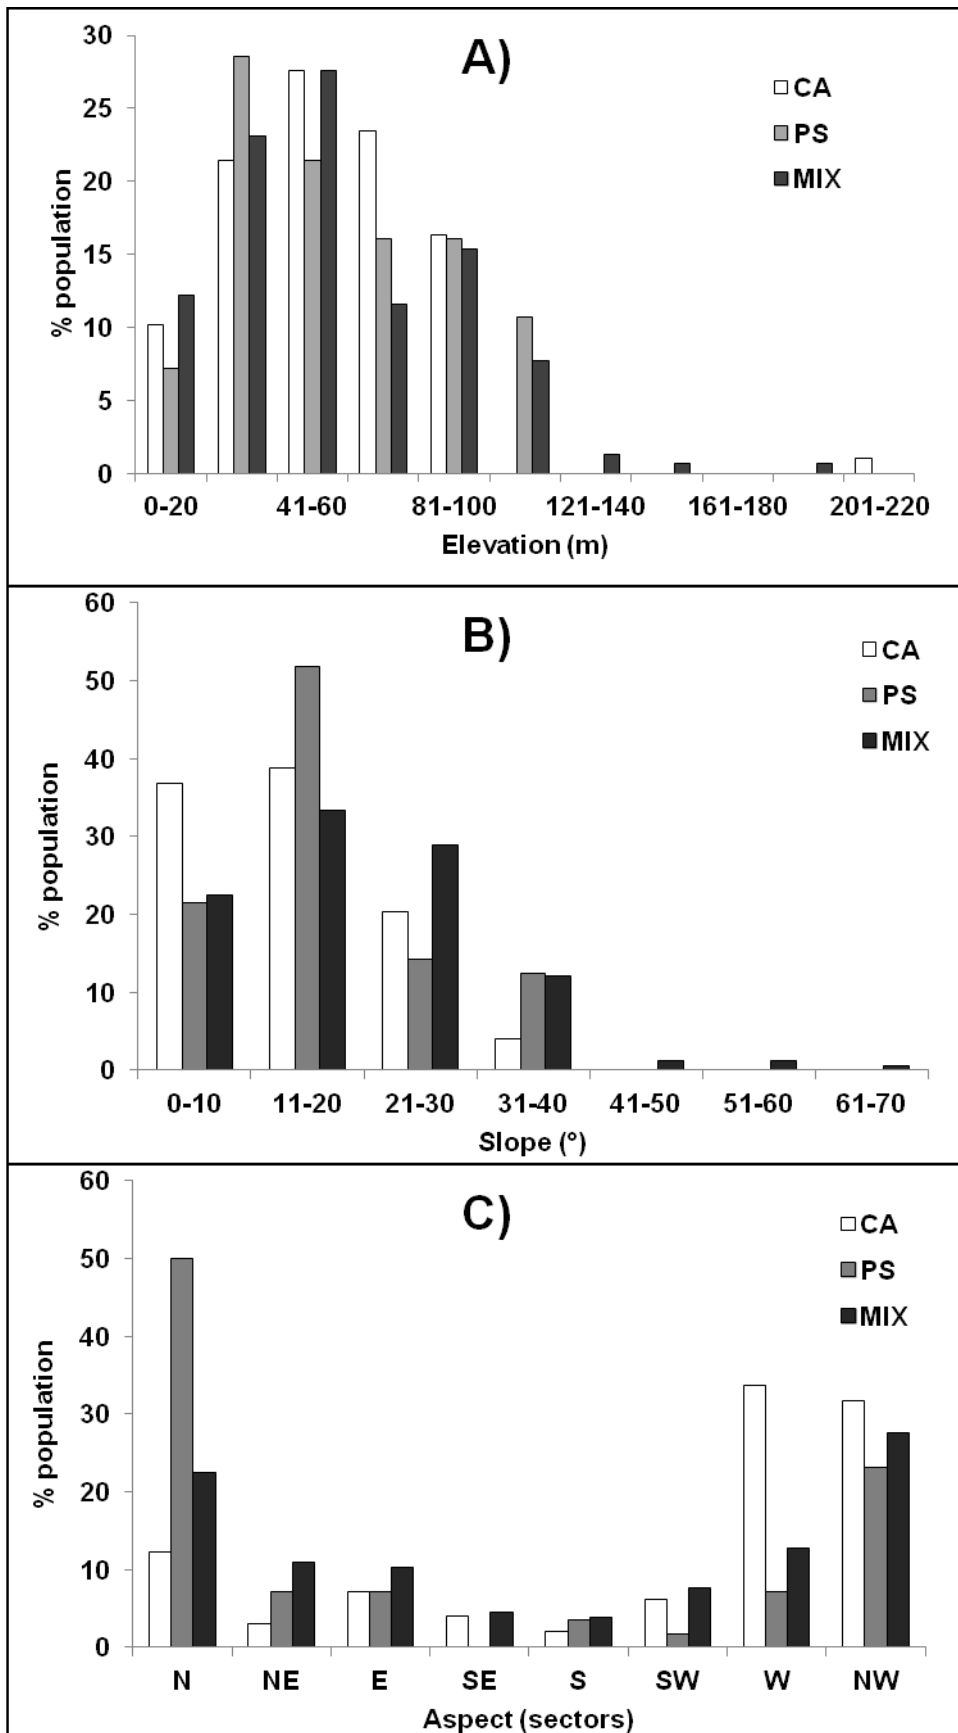 A)
30
25
20
15
10
5
0
% population
CA
PS
MIX
0-20 41-60 81-100 121-140 161-180 201-220
Elevation (m)
B)
60
50
40
30
20
10
0
% population
CA
PS
MIX
0-10 11-20 21-30 31-40 41-50 51-60 61-70
Slope (°)
C)
60
50
40
30
20
10
0
% population
CA
PS
MIX
N NE E SE S SW W NW
Aspect (sectors)